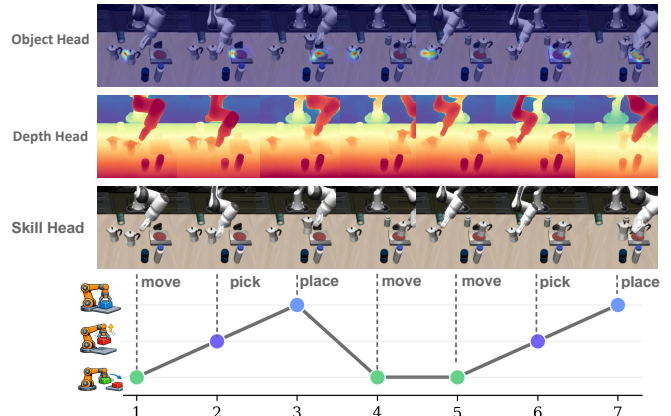 Object Head
Depth Head
Skill Head
move pick place move move pick place
1 2 3 4 5 6 7